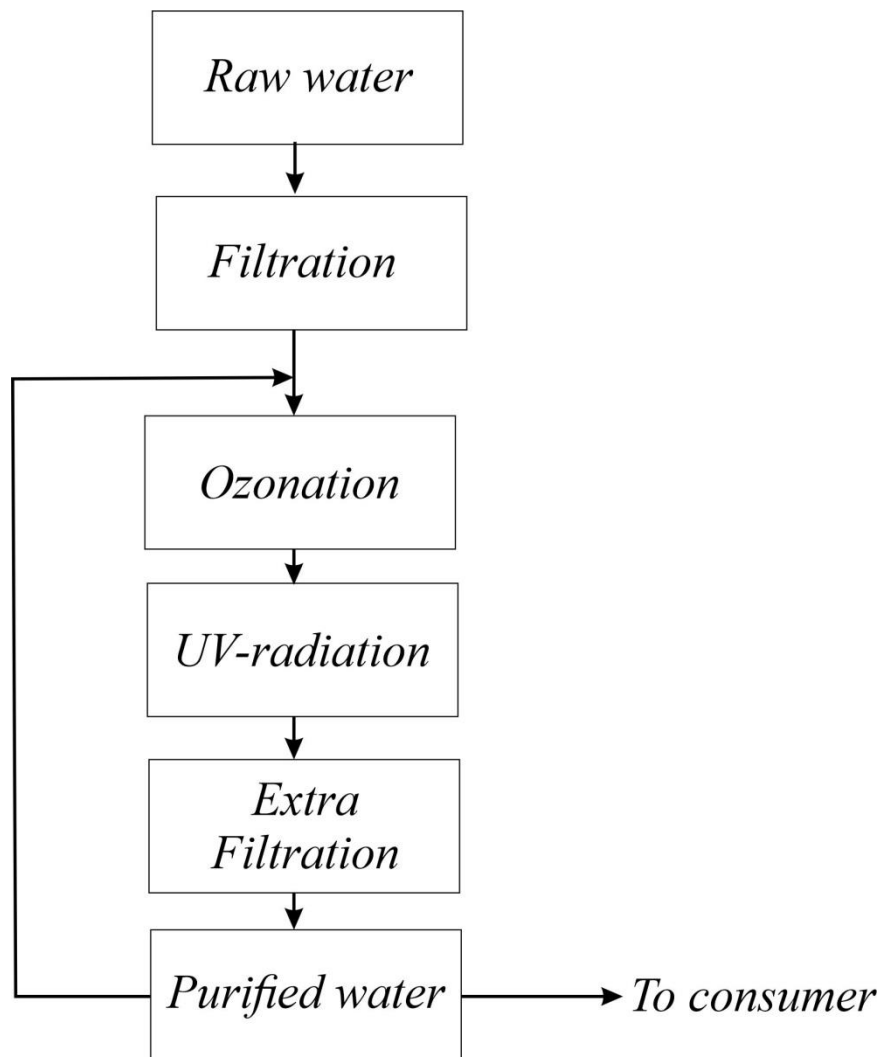 Raw water
Filtration
Ozonation
UV-radiation
Extra
Filtration
Purified water
To consumer